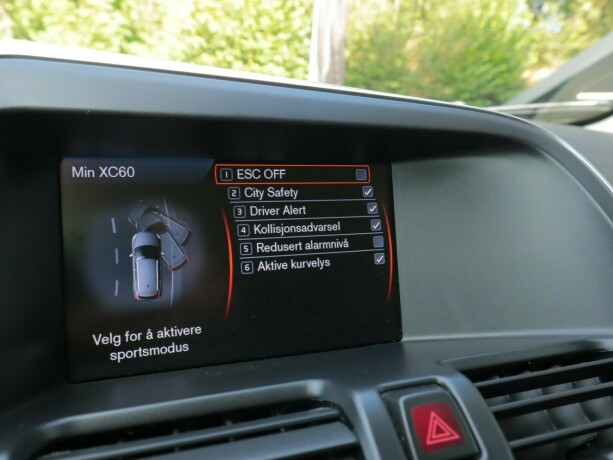 Min XC60
1 ESC OFF
2 City Safety
3 Driver Alert
4 Kollisjonsadvarsel
5 Redusert alarmnivå
6 Aktive kurvelys
Velg for å aktivere
sportsmodus